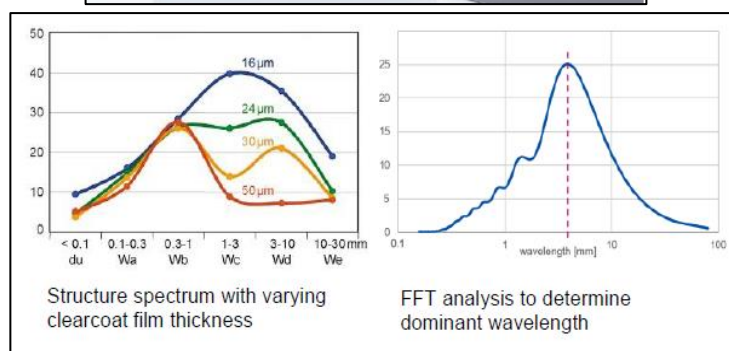 50
40
30
20
10
0
16µm
24µm
30µm
50µm
< 0.1 0.1-0.3 0.3-1 1-3 3-10 10-30 mm
du Wa Wb Wc Wd We
Structure spectrum with varying
clearcoat film thickness
25
20
15
10
5
0
0.1 1 10 100
wavelength [mm]
FFT analysis to determine
dominant wavelength